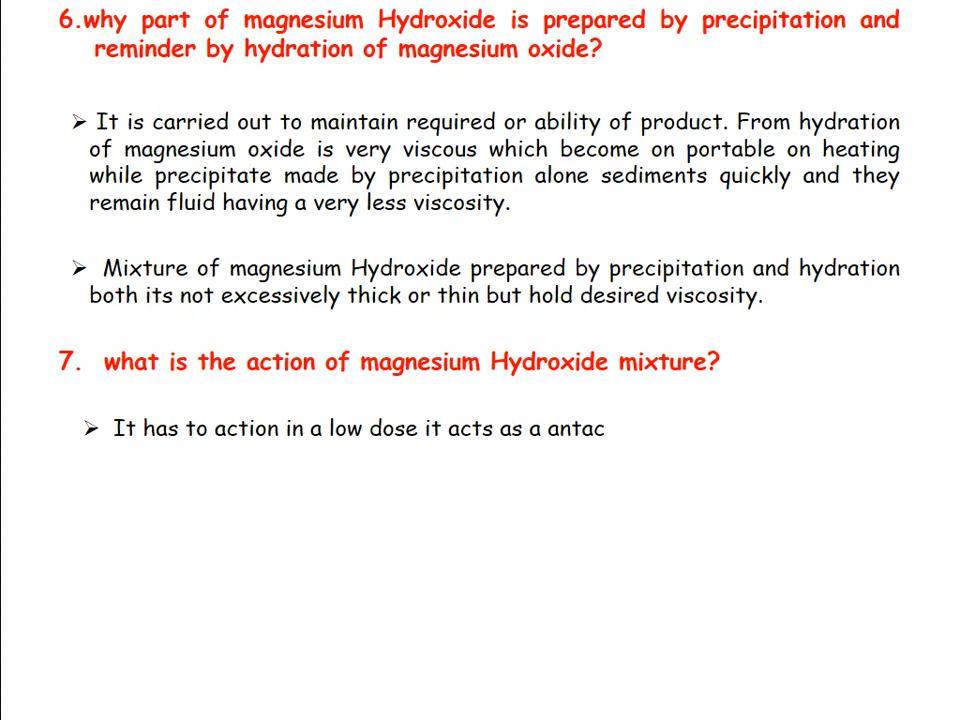 6.why part of magnesium Hydroxide is prepared by precipitation and
reminder by hydration of magnesium oxide?
➢ It is carried out to maintain required or ability of product. From hydration
of magnesium oxide is very viscous which become on portable on heating
while precipitate made by precipitation alone sediments quickly and they
remain fluid having a very less viscosity.
➢ Mixture of magnesium Hydroxide prepared by precipitation and hydration
both its not excessively thick or thin but hold desired viscosity.
7. what is the action of magnesium Hydroxide mixture?
➢ It has to action in a low dose it acts as a antac